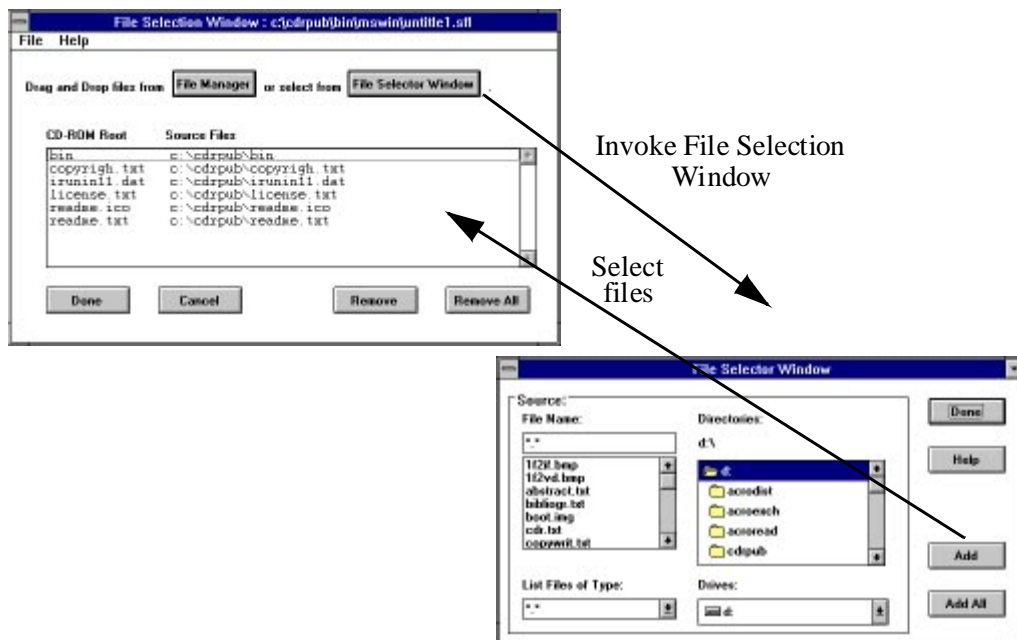 File Selection Window : c:\cdrpub\bin\mswin\untitle1.sfl
File Help
Drag and Drop files from File Manager or select from File Selector Window .
CD-ROM Root Source Files
bin c:\cdrpub\bin
copyrigh.txt c:\cdrpub\copyrigh.txt
irunin11.dat c:\cdrpub\irunin11.dat
license.txt c:\cdrpub\license.txt
readme.ico c:\cdrpub\readme.ico
readme.txt c:\cdrpub\readme.txt
Done Cancel Remove Remove All
Invoke File Selection
Window
Select
files
File Selector Window
Source:
File Name:
*.*
1f2if.bmp
1f2vd.bmp
abstract.txt
bibliogr.txt
boot.img
cdr.txt
copywrit.txt
List Files of Type:
*.*
Directories:
d:\
d:
acrodist
acroexch
acroread
cdrpub
Drives:
d:
Done
Help
Add
Add All